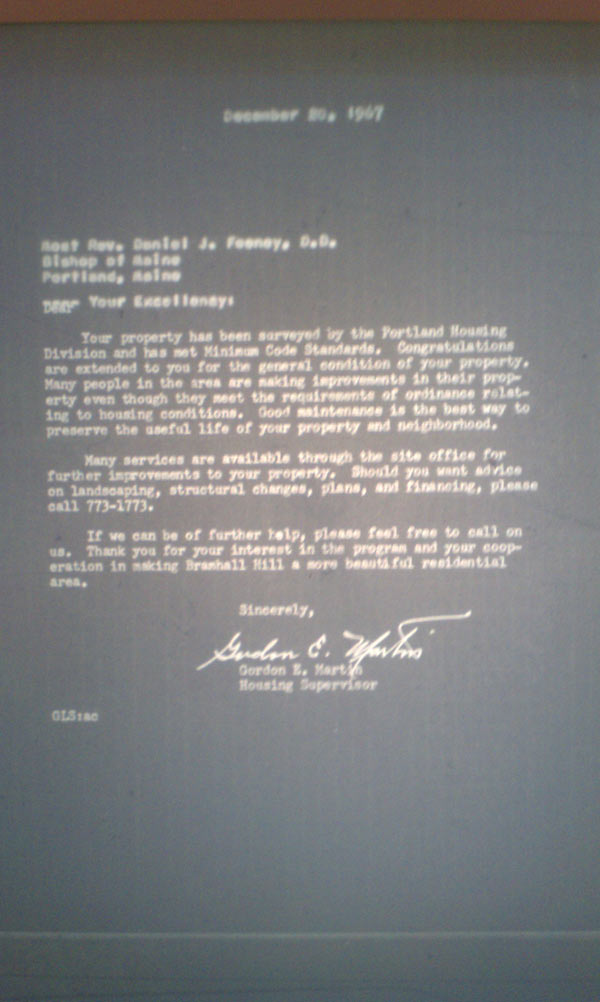 December 20, 1967
Most Rev. Daniel J. Feeney, D.D.
Bishop of Maine
Portland, Maine
Dear Your Excellency:
Your property has been surveyed by the Portland Housing
Division and has met Minimum Code Standards. Congratulations
are extended to you for the general condition of your property.
Many people in the area are making improvements in their prop-
erty even though they meet the requirements of ordinance relat-
ing to housing conditions. Good maintenance is the best way to
preserve the useful life of your property and neighborhood.
Many services are available through the site office for
further improvements to your property. Should you want advice
on landscaping, structural changes, plans, and financing, please
call 773-1773.
If we can be of further help, please feel free to call on
us. Thank you for your interest in the program and your coop-
eration in making Bramhall Hill a more beautiful residential
area.
Sincerely,
Gordon E. Martin
Gordon E. Martin
Housing Supervisor
GLS:ac